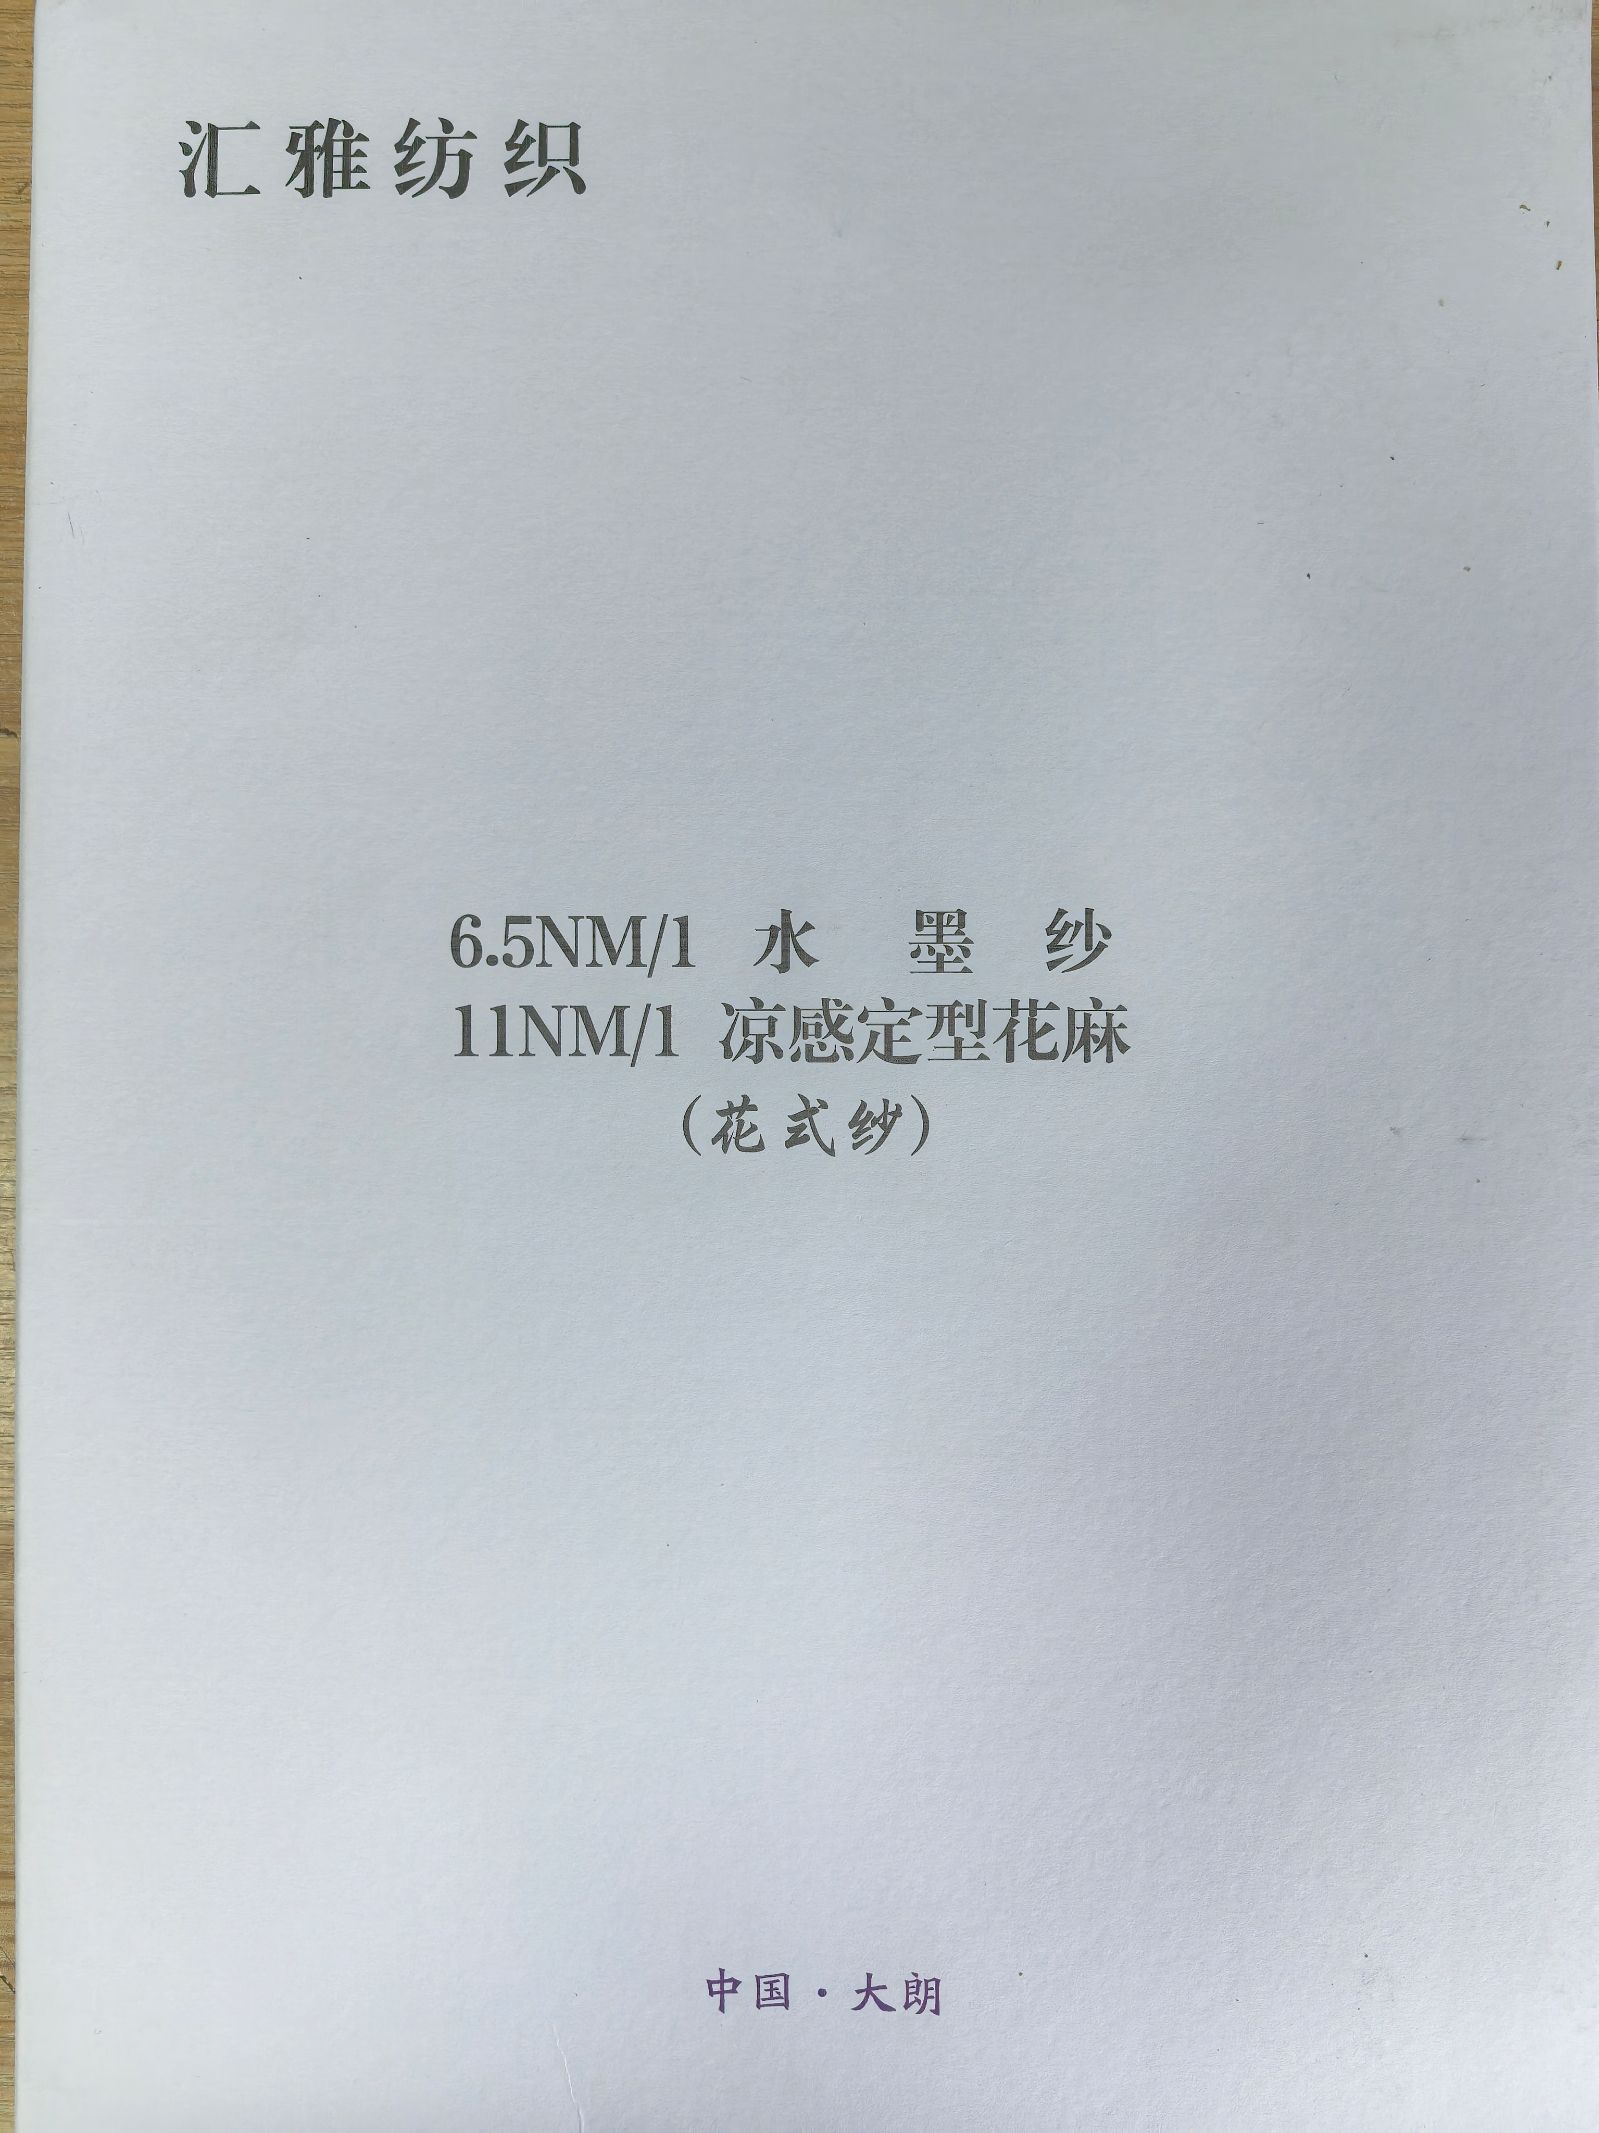 汇雅纺织
6.5NM/1 水墨纱
11NM/1 凉感定型花麻
(花式纱)
中国·大朗